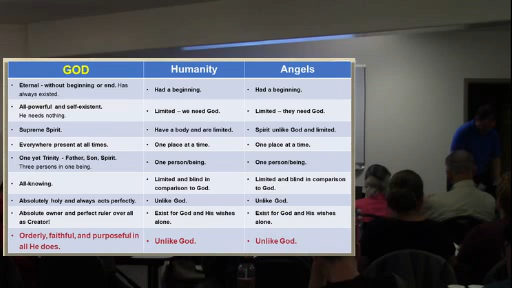 GOD Humanity Angels
• Eternal - without beginning or end. Has always existed. • Had a beginning. • Had a beginning.
• All-powerful and self-existent. He needs nothing. • Limited – we need God. • Limited – they need God.
• Supreme Spirit. • Have a body and are limited. • Spirit unlike God and limited.
• Everywhere present at all times. • One place at a time. • One place at a time.
• One yet Trinity - Father, Son, Spirit. Three persons in one being. • One person/being. • One person/being.
• All-knowing. • Limited and blind in comparison to God. • Limited and blind in comparison to God.
• Absolutely holy and always acts perfectly. • Unlike God. • Unlike God.
• Absolute owner and perfect ruler over all as Creator! • Exist for God and His wishes alone. • Exist for God and His wishes alone.
• Orderly, faithful, and purposeful in all He does. • Unlike God. • Unlike God.